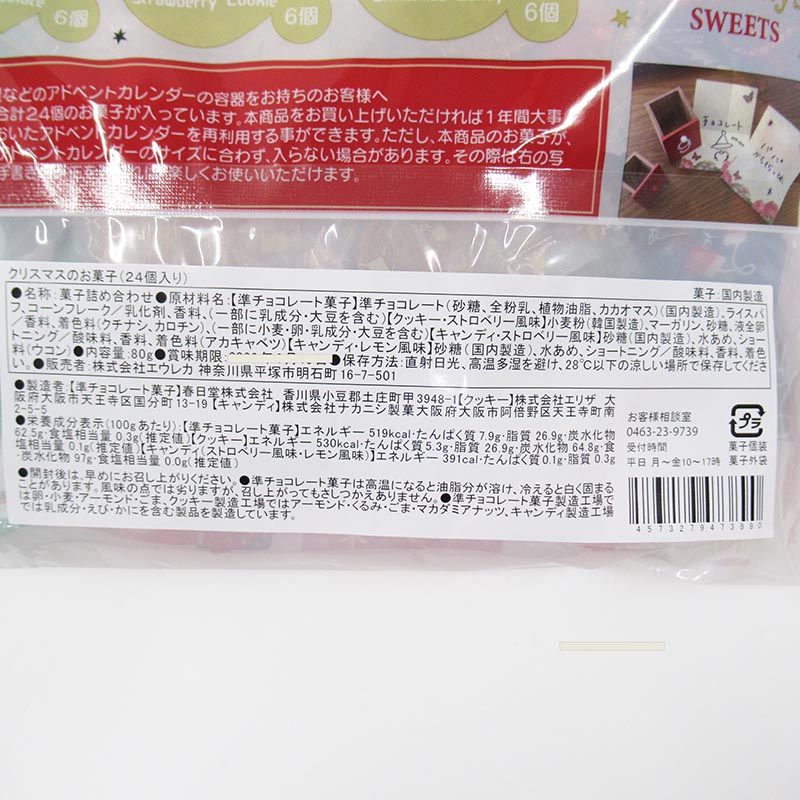 Strawberry Cookie
6個
6個
6個
SWEETS
などのアドベントカレンダーの容器をお持ちのお客様へ
合計24個のお菓子が入っています。本商品をお買い上げいただければ1年間大事
おいたアドベントカレンダーを再利用する事ができます。ただし、本商品のお菓子が、
ドベントカレンダーのサイズに合わず、入らない場合があります。その際は右の写
手書き
楽しくお使いいただけます。
チョコレート
クリスマスのお菓子(24個入り)
菓子:国内製造
●名称:菓子詰め合わせ●原材料名:【準チョコレート菓子】準チョコレート(砂糖、全粉乳、植物油脂、カカオマス)(国内製造)、ライスパ
フ、コーンフレーク/乳化剤、香料、(一部に乳成分・大豆を含む)【クッキー・ストロベリー風味】小麦粉(韓国製造)、マーガリン、砂糖、液全卵
/香料、着色料(クチナシ、カロチン)、(一部に小麦・卵・乳成分・大豆を含む)【キャンディ・ストロベリー風味】砂糖(国内製造)、水あめ、ショー
トニング/酸味料、香料、着色料(アカキャベツ)【キャンディ・レモン風味】砂糖(国内製造)、水あめ、ショートニング/酸味料、香料、着色
料(ウコン)●内容量:80g●賞味期限:
●保存方法:直射日光、高温多湿を避け、28℃以下の涼しい場所で保存してくださ
い。●販売者:株式会社エウレカ 神奈川県平塚市明石町16-7-501
●製造者:【準チョコレート菓子】春日堂株式会社 香川県小豆郡土庄町甲3948-1【クッキー】株式会社エリザ 大
阪府大阪市天王寺区国分町13-19【キャンディ】株式会社ナカニシ製菓大阪府大阪市阿倍野区天王寺町南
2-5-5
●栄養成分表示(100gあたり):【準チョコレート菓子】エネルギー 519kcal・たんぱく質 7.9g・脂質 26.9g・炭水化物
62.5g・食塩相当量 0.3g(推定値)【クッキー】エネルギー 530kcal・たんぱく質 5.3g・脂質 26.9g・炭水化物 64.8g・食
塩相当量 0.1g(推定値)【キャンディ(ストロベリー風味・レモン風味)】エネルギー 391kcal・たんぱく質 0.1g・脂質 0.3g
・炭水化物 97g・食塩相当量 0.0g(推定値)
●開封後は、早めにお召し上がりください。●準チョコレート菓子は高温になると油脂分が溶け、冷えると白く固まる
ことがあります。風味の点では劣りますが、召し上がってもさしつかえありません。●準チョコレート菓子製造工場で
は卵・小麦・アーモンド・ごま、クッキー製造工場ではアーモンド・くるみ・ごま・マカダミアナッツ、キャンディ製造工場
では乳成分・えび・かにを含む製品を製造しています。
お客様相談室
0463-23-9739
受付時間
平日 月~金10~17時
プラ
菓子個装
菓子外袋
4573279473890